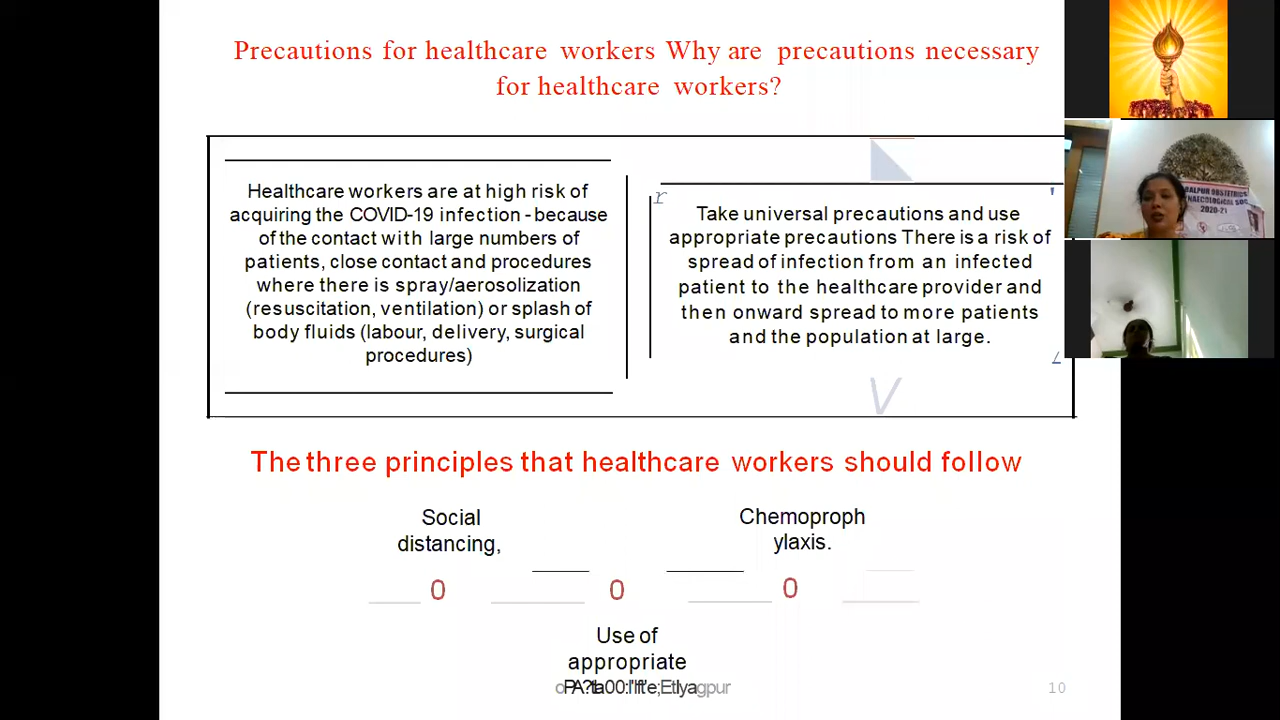 Precautions for healthcare workers Why are precautions necessary
for healthcare workers?
Healthcare workers are at high risk of
acquiring the COVID-19 infection - because
of the contact with large numbers of
patients, close contact and procedures
where there is spray/aerosolization
(resuscitation, ventilation) or splash of
body fluids (labour, delivery, surgical
procedures)
Take universal precautions and use
appropriate precautions There is a risk of
spread of infection from an infected
patient to the healthcare provider and
then onward spread to more patients
and the population at large.
V
The three principles that healthcare workers should follow
Social
distancing,
Chemoproph
ylaxis.
0 0 0
Use of
appropriate
10
OBSTETRIC
SOC
2020-21